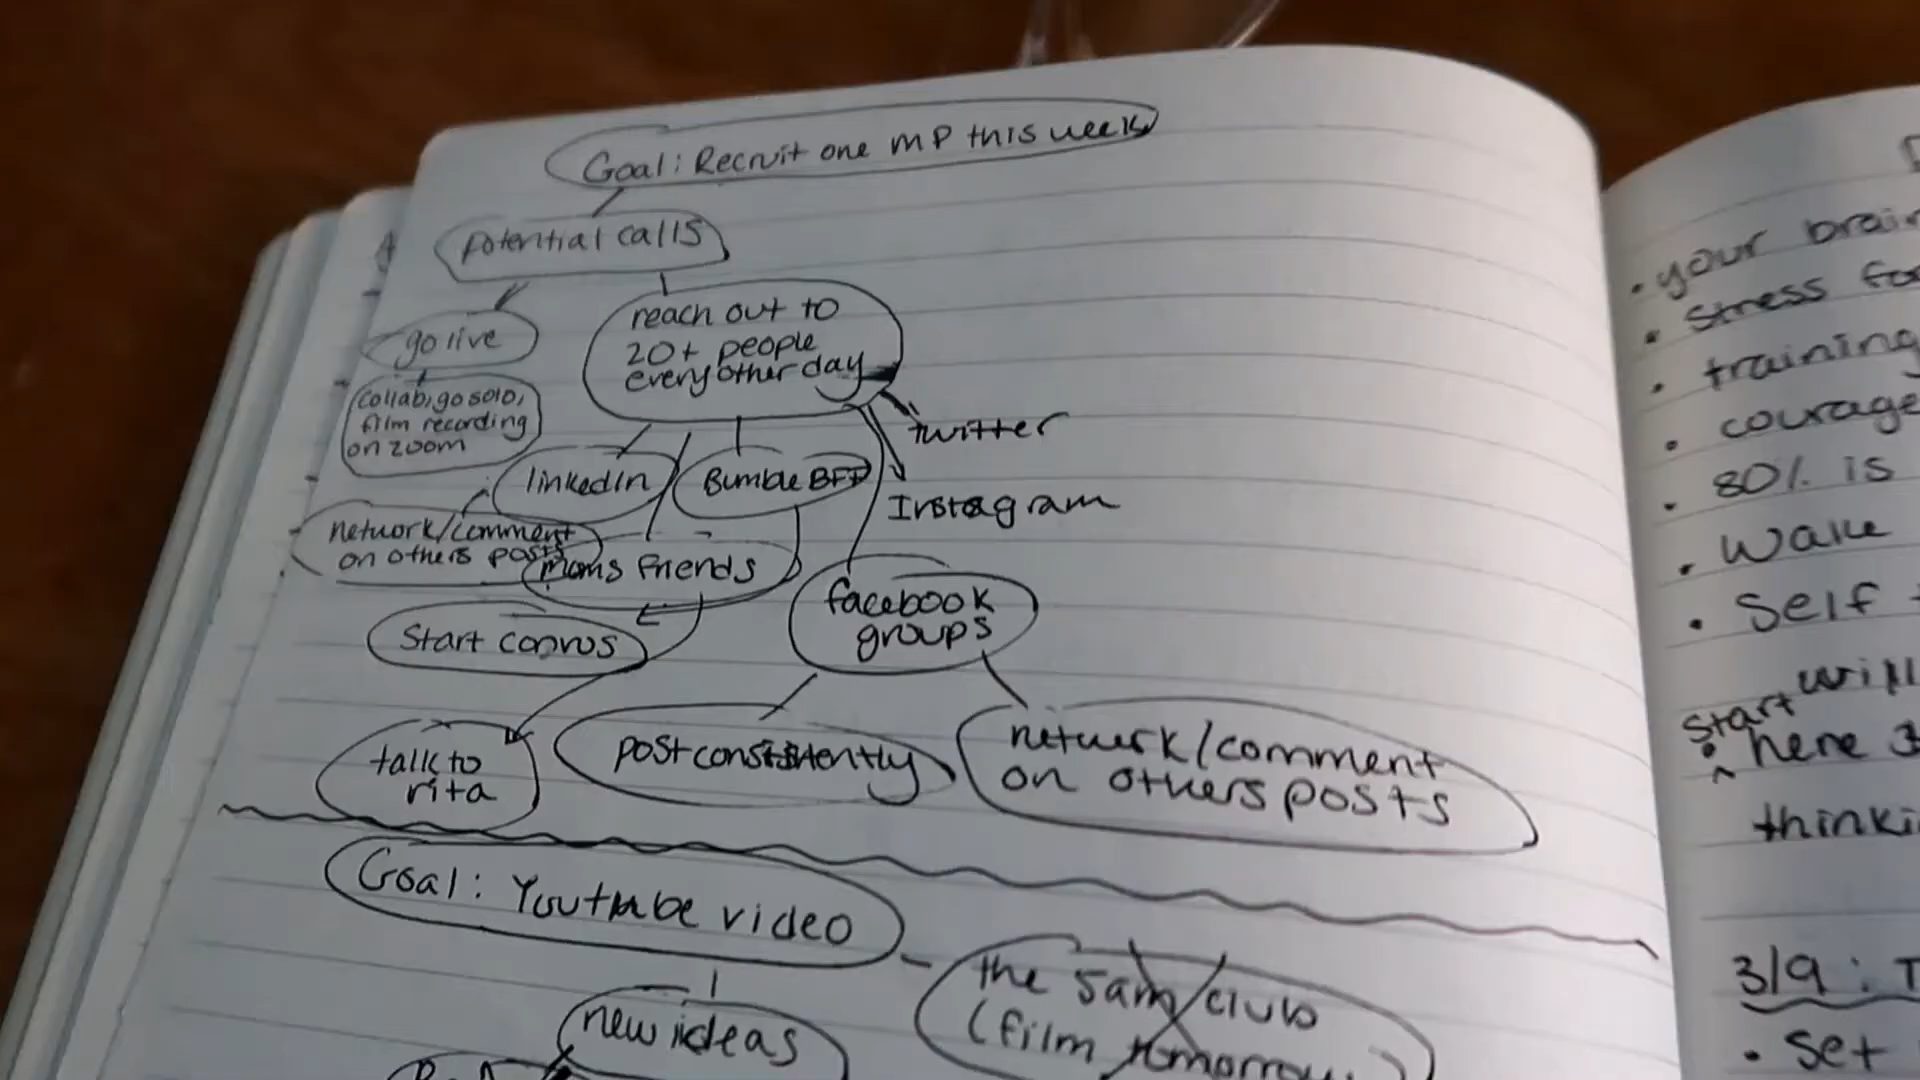 Goal: Recruit one MP this week
potential calls
go live
collab, go solo,
film recording
on zoom
reach out to
20+ people
every other day
twitter
Instagram
linkedIn
Bumble BFF
network/comment
on others posts
moms friends
start convos
facebook
groups
talk to
rita
post consistently
network/comment
on others posts
Goal: Youtube video
new ideas
the 5am club
(film tomorrow
• your brain
• stress
• training
• courage
• 80% is
• wake
• self
will
start
• here
3/9:
• set